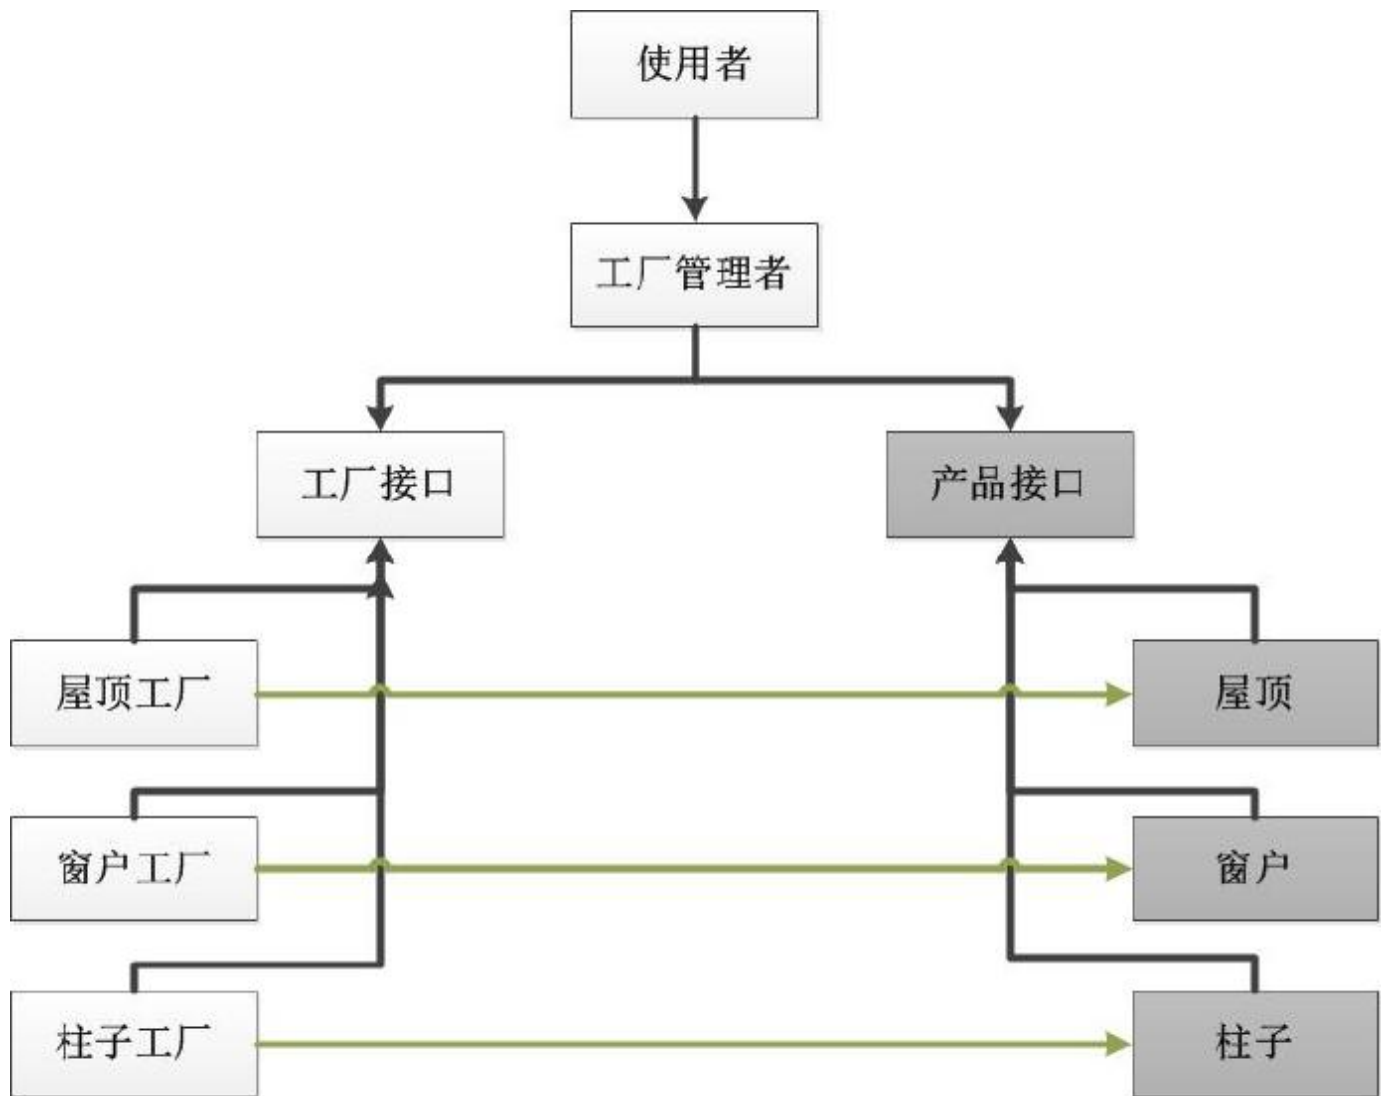 使用者
工厂管理者
工厂接口
产品接口
屋顶工厂
屋顶
窗户工厂
窗户
柱子工厂
柱子